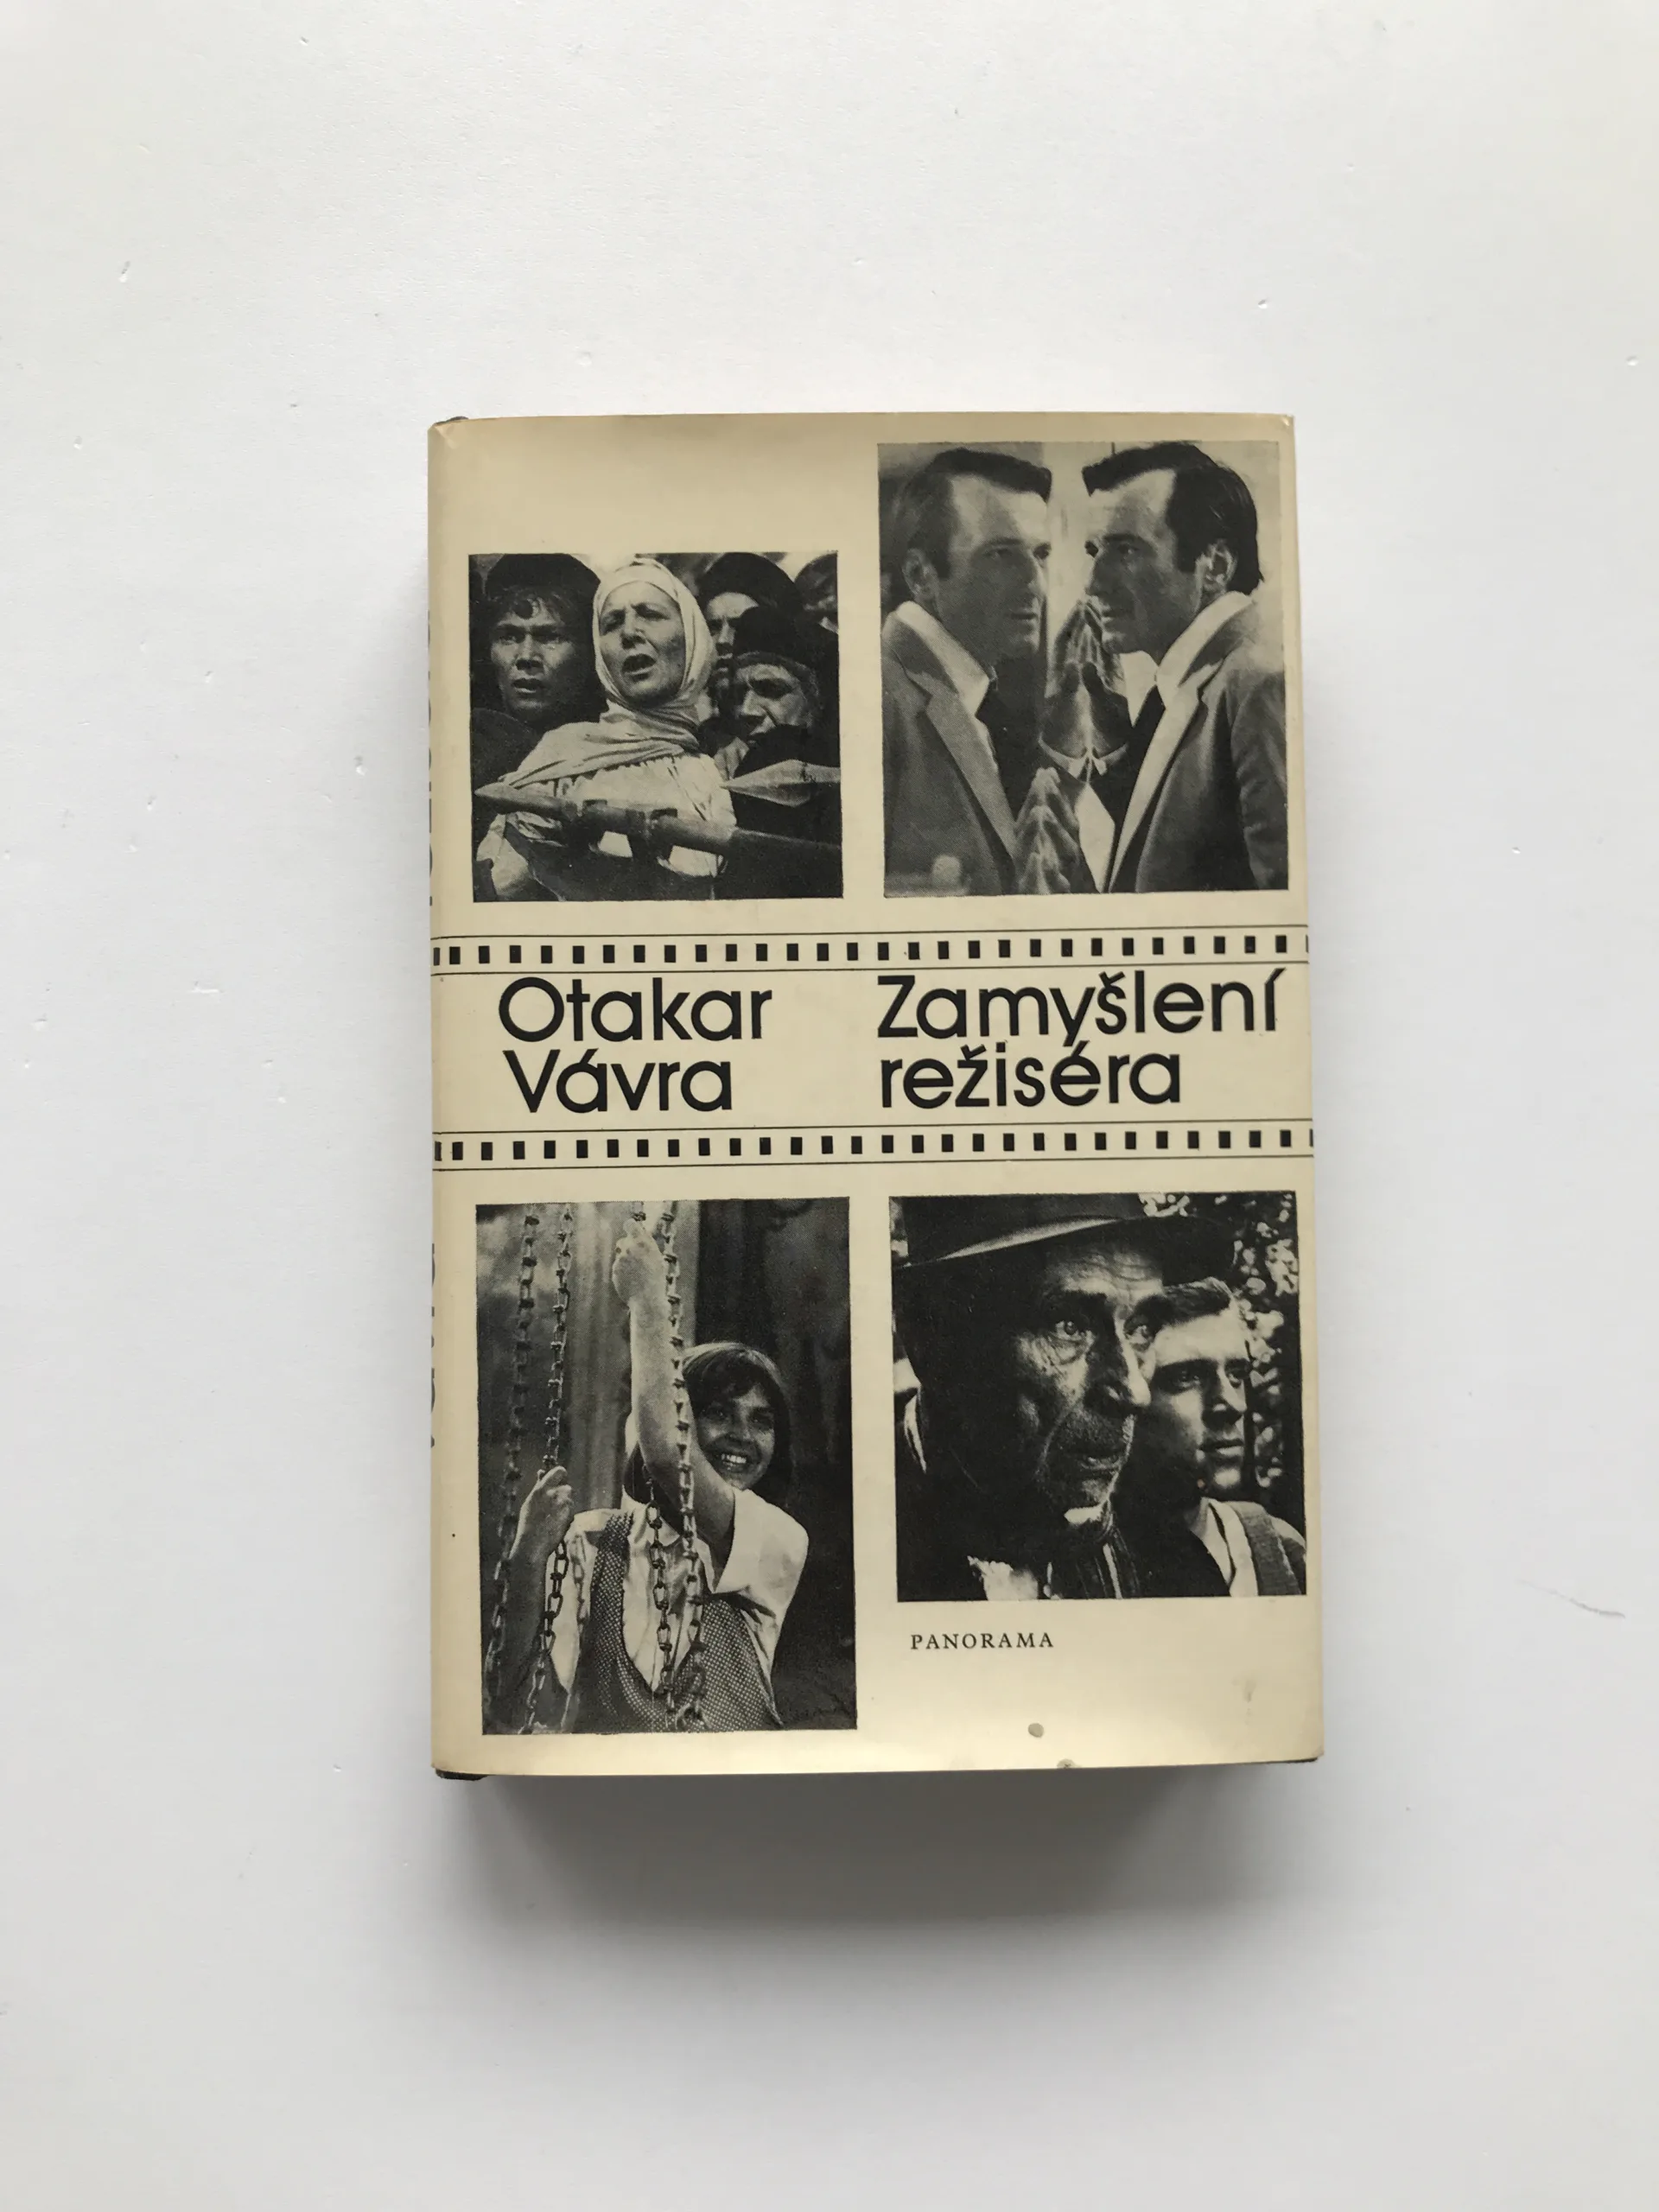 Otakar
Vávra
Zamyšlení
režiséra
PANORAMA